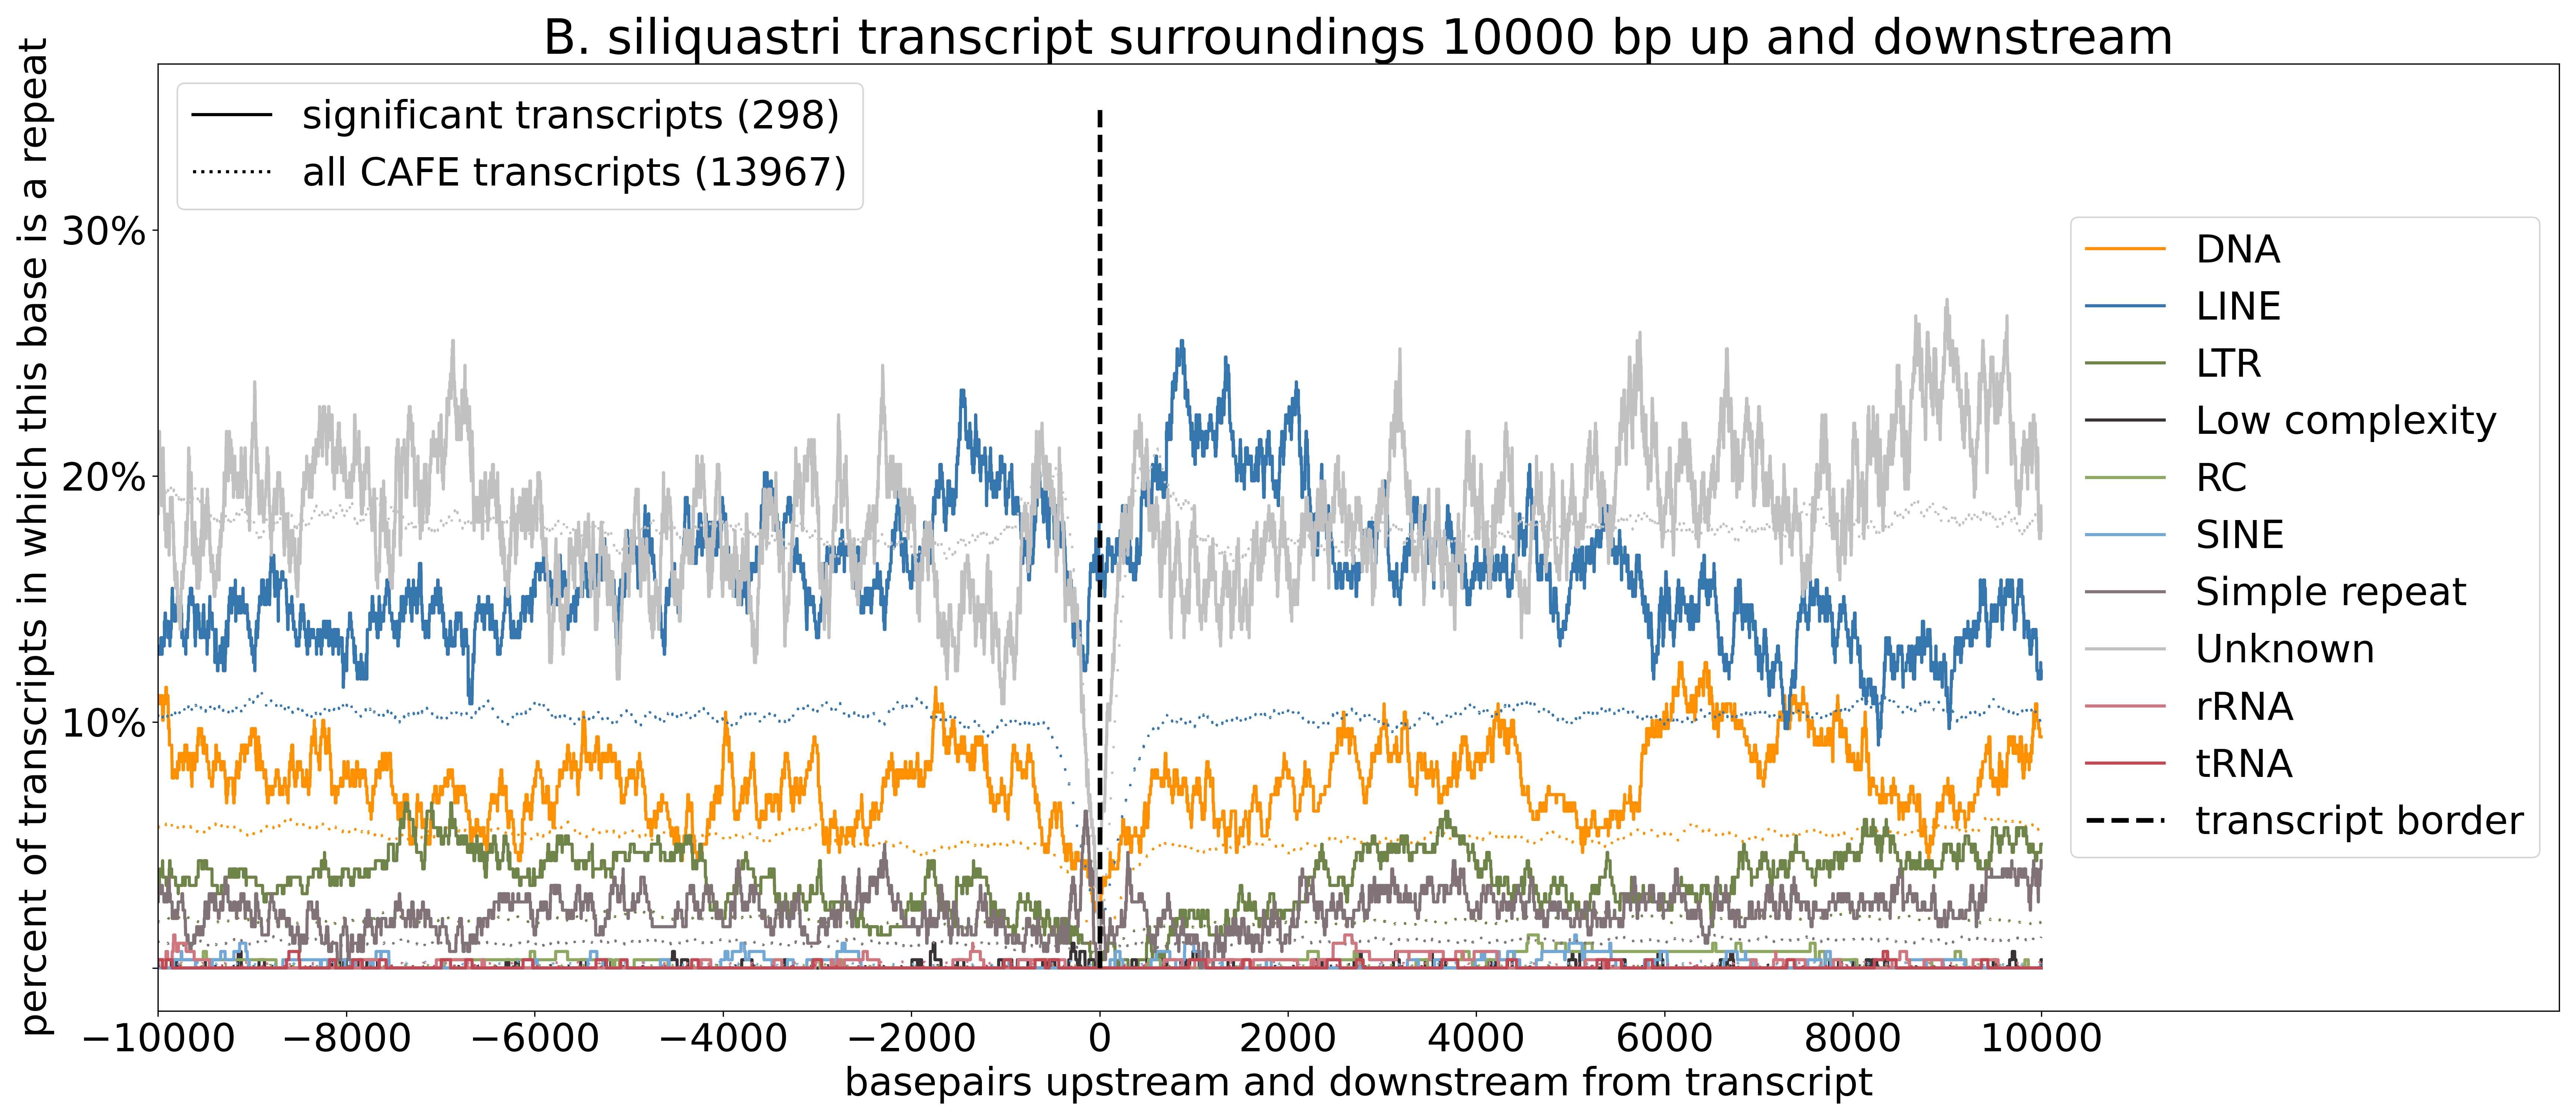 B. siliquastri transcript surroundings 10000 bp up and downstream
percent of transcripts in which this base is a repeat
significant transcripts (298)
all CAFE transcripts (13967)
30%
20%
10%
DNA
LINE
LTR
Low complexity
RC
SINE
Simple repeat
Unknown
rRNA
tRNA
transcript border
−10000 −8000 −6000 −4000 −2000 0 2000 4000 6000 8000 10000
basepairs upstream and downstream from transcript